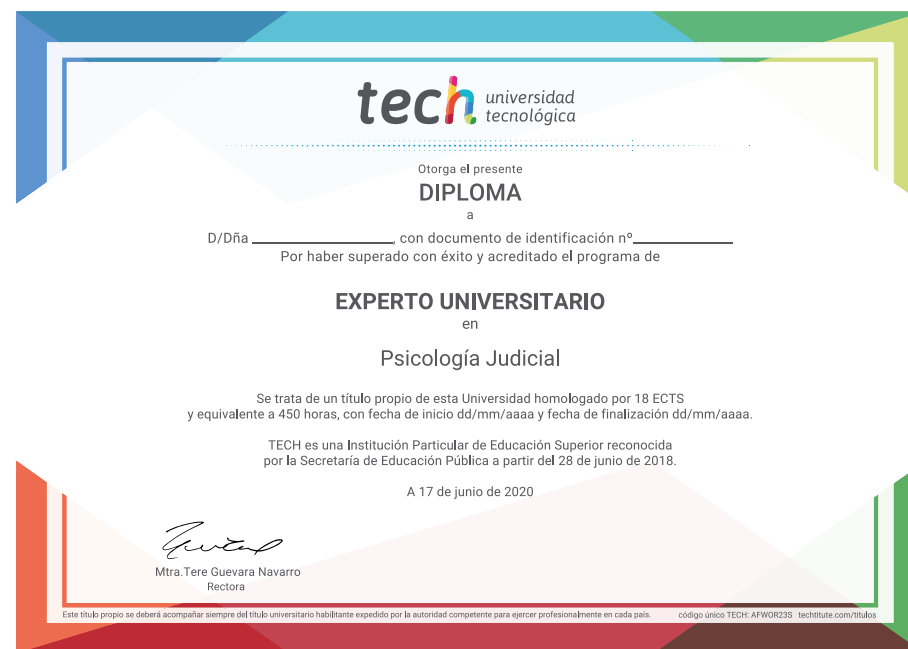 tech universidad
tecnológica
Otorga el presente
DIPLOMA
a
D/Dña ____________________, con documento de identificación nº______________
Por haber superado con éxito y acreditado el programa de
EXPERTO UNIVERSITARIO
en
Psicología Judicial
Se trata de un título propio de esta Universidad homologado por 18 ECTS
y equivalente a 450 horas, con fecha de inicio dd/mm/aaaa y fecha de finalización dd/mm/aaaa.
TECH es una Institución Particular de Educación Superior reconocida
por la Secretaría de Educación Pública a partir del 28 de junio de 2018.
A 17 de junio de 2020
Mtra.Tere Guevara Navarro
Rectora
Este título propio se deberá acompañar siempre del título universitario habilitante expedido por la autoridad competente para ejercer profesionalmente en cada país. código único TECH: AFWOR23S techtitute.com/titulos